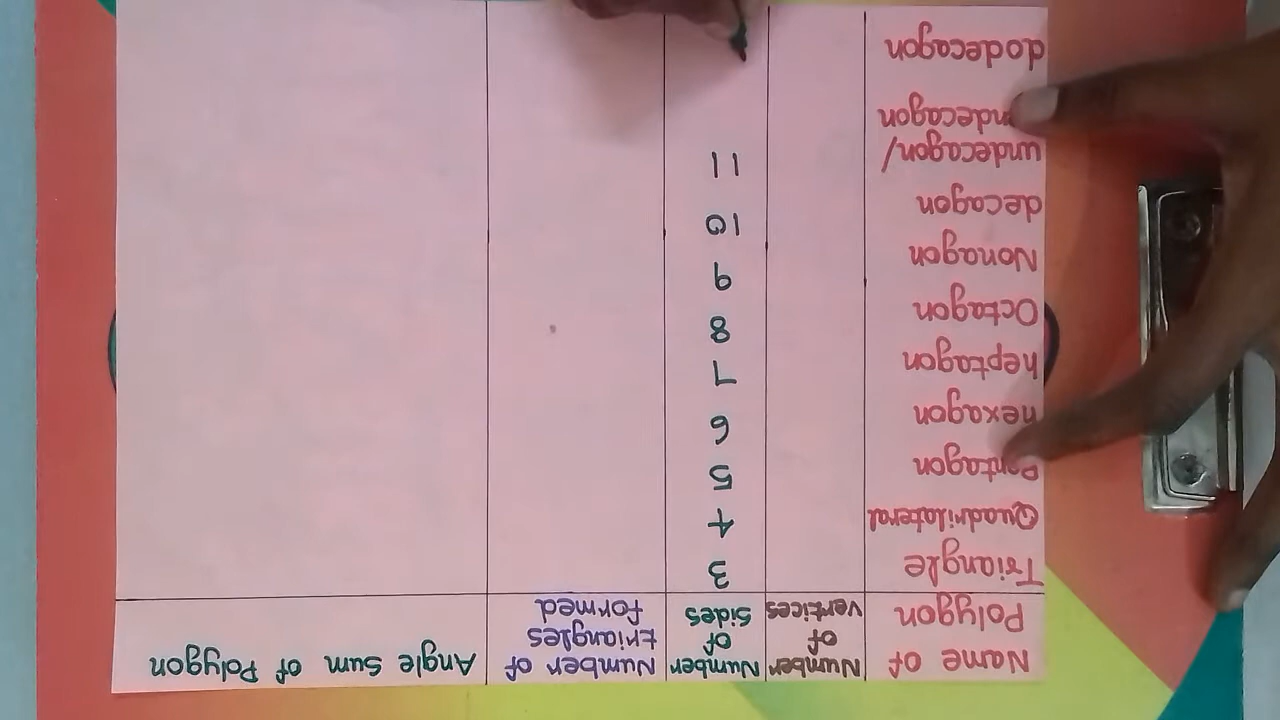 Name of Polygon | Number of vertices | Number of Sides | Number of triangles formed | Angle Sum of Polygon
Triangle | 3
Quadrilateral | 4
Pentagon | 5
hexagon | 6
heptagon | 7
Octagon | 8
Nonagon | 9
decagon | 10
undecagon/ | 11
dodecagon